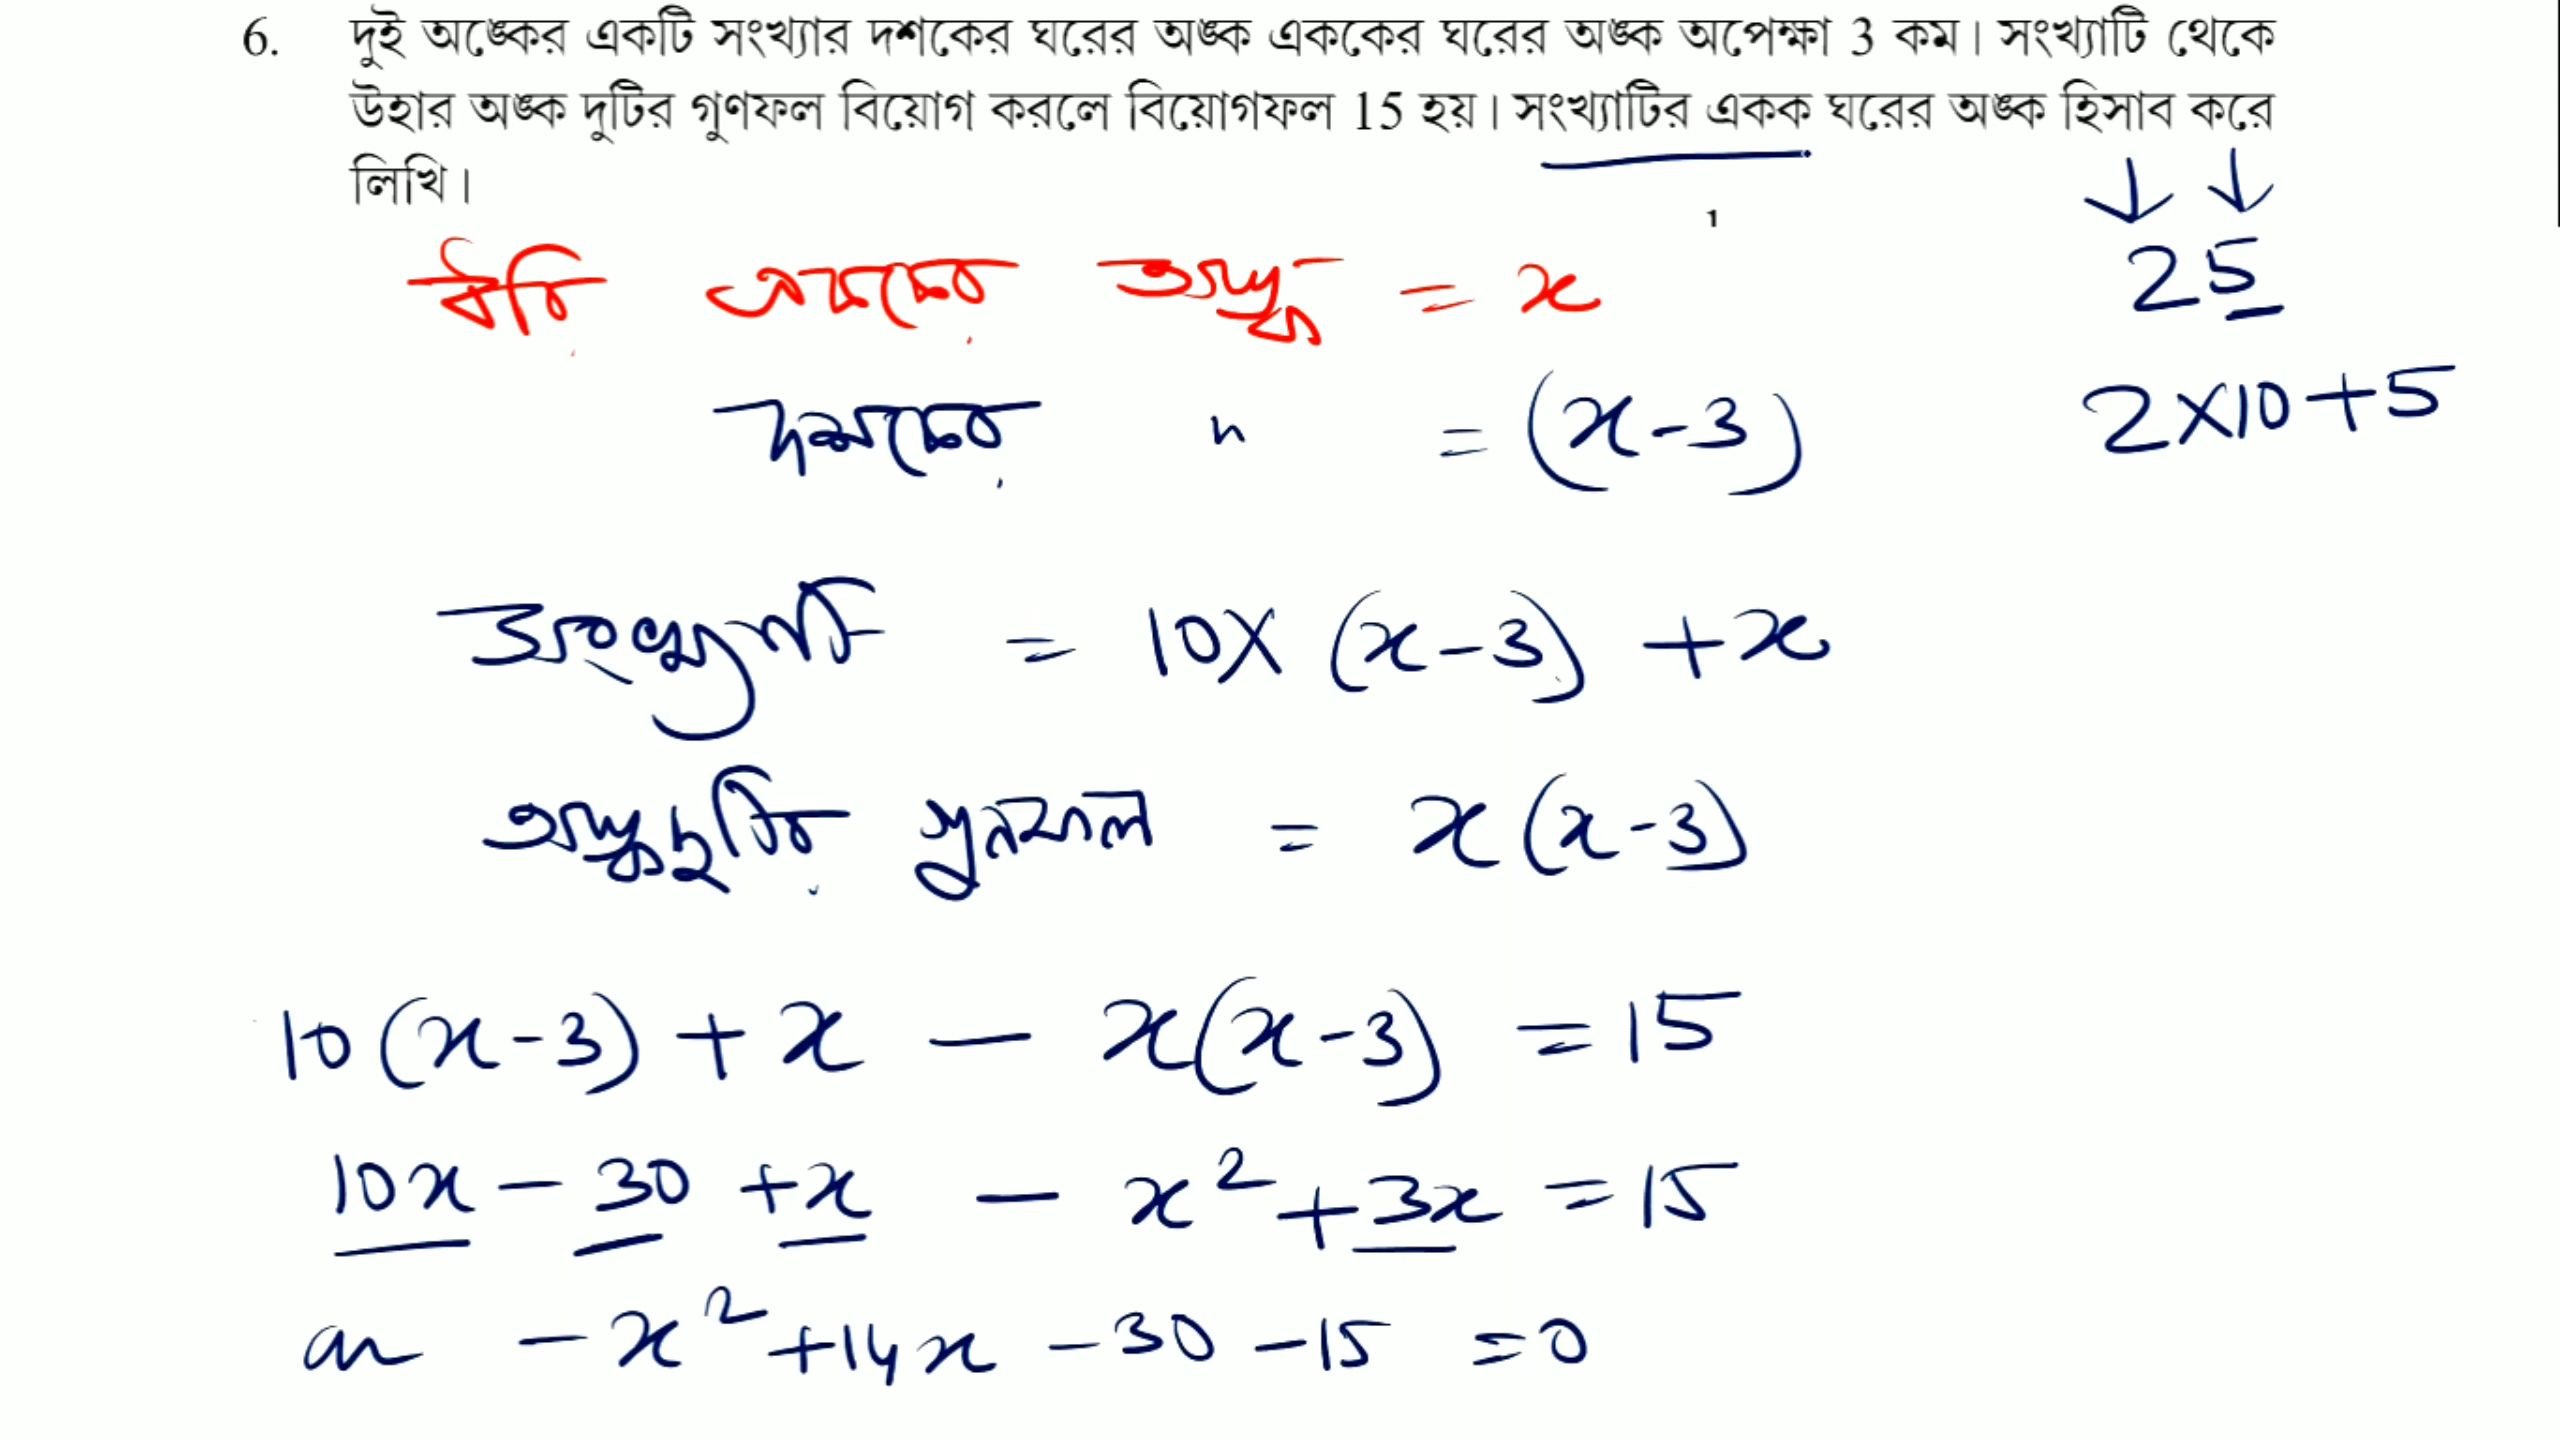 6. দুই অঙ্কের একটি সংখ্যার দশকের ঘরের অঙ্ক এককের ঘরের অঙ্ক অপেক্ষা 3 কম। সংখ্যাটি থেকে
উহার অঙ্ক দুটির গুণফল বিয়োগ করলে বিয়োগফল 15 হয়। সংখ্যাটির একক ঘরের অঙ্ক হিসাব করে
লিখি।
ধরি এককের অঙ্ক = x
25
দশকের " = (x-3)
2×10+5
সংখ্যাটি = 10× (x-3) +x
অঙ্কদুটির গুনফল = x(x-3)
10(x-3) + x - x(x-3) = 15
10x - 30 + x - x² + 3x = 15
বা - x² + 14x - 30 - 15 = 0